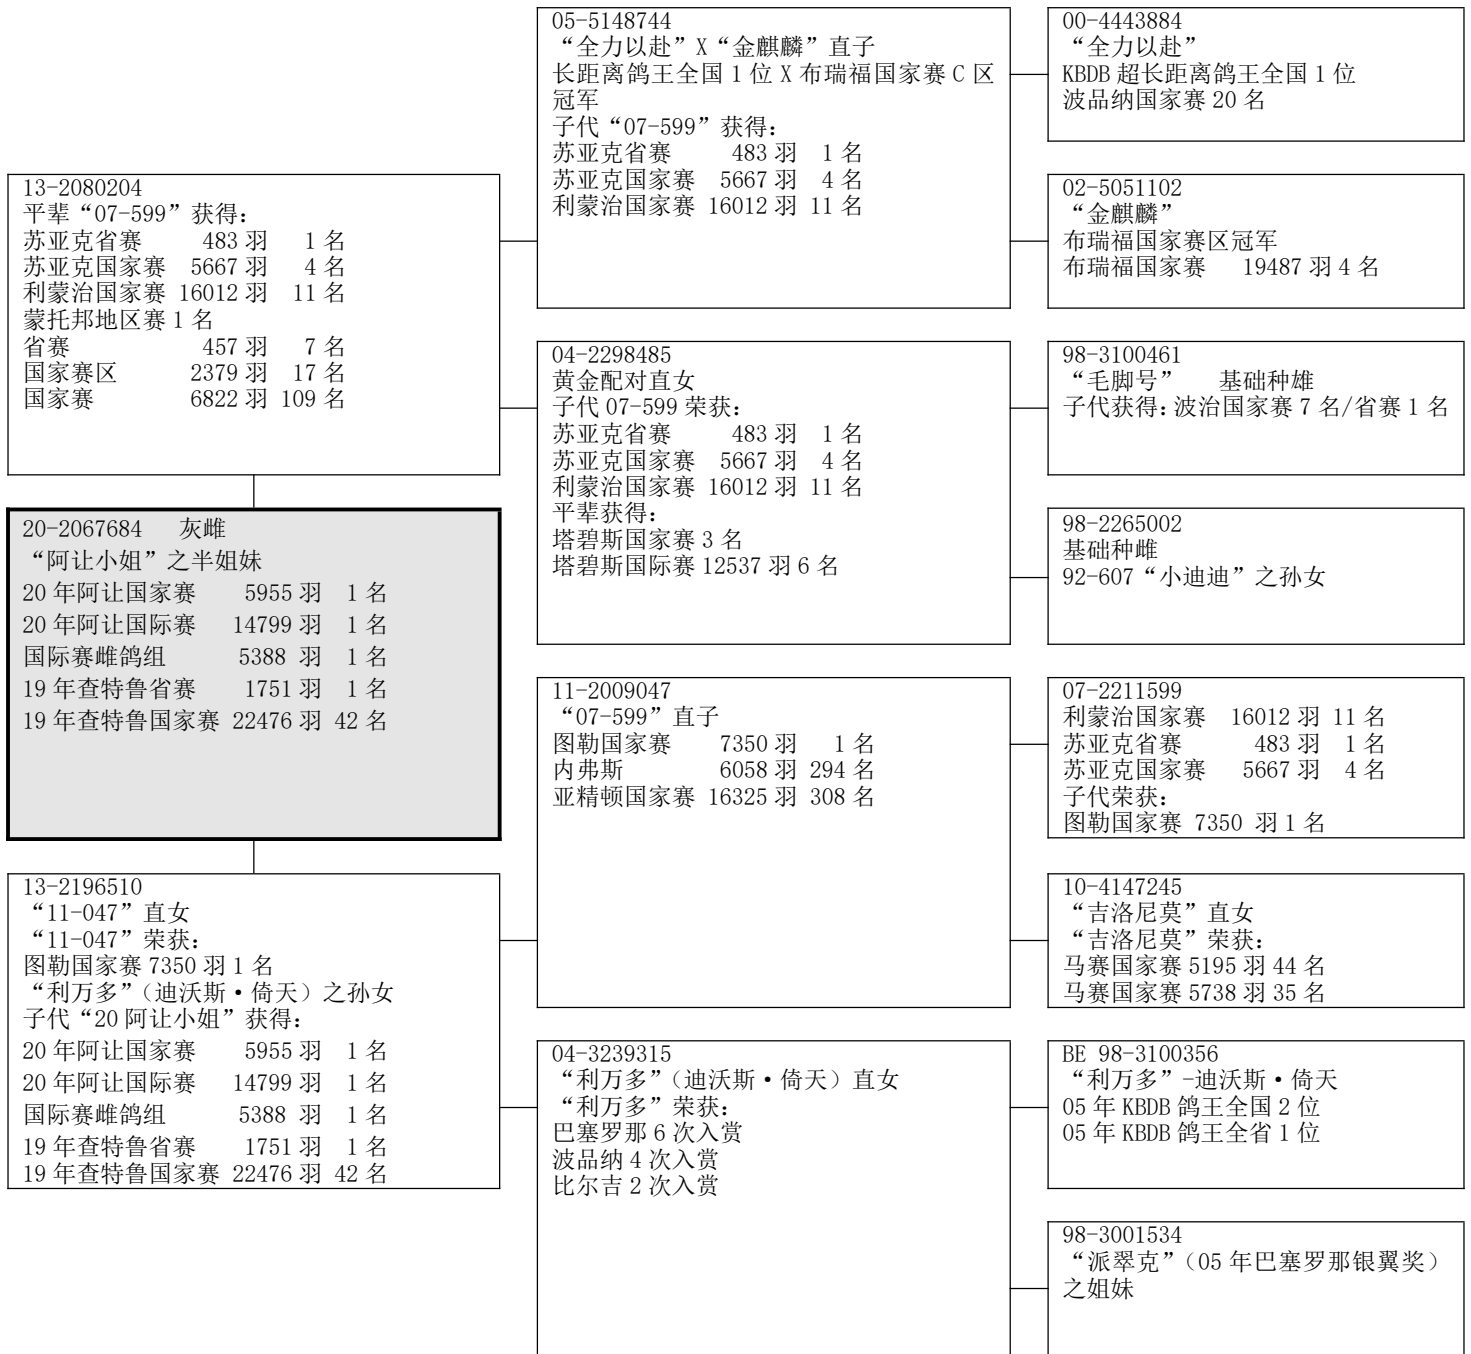 13-2080204
平辈“07-599”获得：
苏亚克省赛 483 羽 1 名
苏亚克国家赛 5667 羽 4 名
利蒙治国家赛 16012 羽 11 名
蒙托邦地区赛 1 名
省赛 457 羽 7 名
国家赛区 2379 羽 17 名
国家赛 6822 羽 109 名
20-2067684 灰雌
“阿让小姐”之半姐妹
20 年阿让国家赛 5955 羽 1 名
20 年阿让国际赛 14799 羽 1 名
国际赛雌鸽组 5388 羽 1 名
19 年查特鲁省赛 1751 羽 1 名
19 年查特鲁国家赛 22476 羽 42 名
13-2196510
“11-047”直女
“11-047”荣获：
图勒国家赛 7350 羽 1 名
“利万多”（迪沃斯·倚天）之孙女
子代“20 阿让小姐”获得：
20 年阿让国家赛 5955 羽 1 名
20 年阿让国际赛 14799 羽 1 名
国际赛雌鸽组 5388 羽 1 名
19 年查特鲁省赛 1751 羽 1 名
19 年查特鲁国家赛 22476 羽 42 名
05-5148744
“全力以赴”X“金麒麟”直子
长距离鸽王全国 1 位 X 布瑞福国家赛 C 区
冠军
子代“07-599”获得：
苏亚克省赛 483 羽 1 名
苏亚克国家赛 5667 羽 4 名
利蒙治国家赛 16012 羽 11 名
04-2298485
黄金配对直女
子代 07-599 荣获：
苏亚克省赛 483 羽 1 名
苏亚克国家赛 5667 羽 4 名
利蒙治国家赛 16012 羽 11 名
平辈获得：
塔碧斯国家赛 3 名
塔碧斯国际赛 12537 羽 6 名
11-2009047
“07-599”直子
图勒国家赛 7350 羽 1 名
内弗斯 6058 羽 294 名
亚精顿国家赛 16325 羽 308 名
04-3239315
“利万多”（迪沃斯·倚天）直女
“利万多”荣获：
巴塞罗那 6 次入赏
波品纳 4 次入赏
比尔吉 2 次入赏
00-4443884
“全力以赴”
KBDB 超长距离鸽王全国 1 位
波品纳国家赛 20 名
02-5051102
“金麒麟”
布瑞福国家赛区冠军
布瑞福国家赛 19487 羽 4 名
98-3100461
“毛脚号” 基础种雄
子代获得：波治国家赛 7 名/省赛 1 名
98-2265002
基础种雌
92-607“小迪迪”之孙女
07-2211599
利蒙治国家赛 16012 羽 11 名
苏亚克省赛 483 羽 1 名
苏亚克国家赛 5667 羽 4 名
子代荣获：
图勒国家赛 7350 羽 1 名
10-4147245
“吉洛尼莫”直女
“吉洛尼莫”荣获：
马赛国家赛 5195 羽 44 名
马赛国家赛 5738 羽 35 名
BE 98-3100356
“利万多”-迪沃斯·倚天
05 年 KBDB 鸽王全国 2 位
05 年 KBDB 鸽王全省 1 位
98-3001534
“派翠克”（05 年巴塞罗那银翼奖）
之姐妹